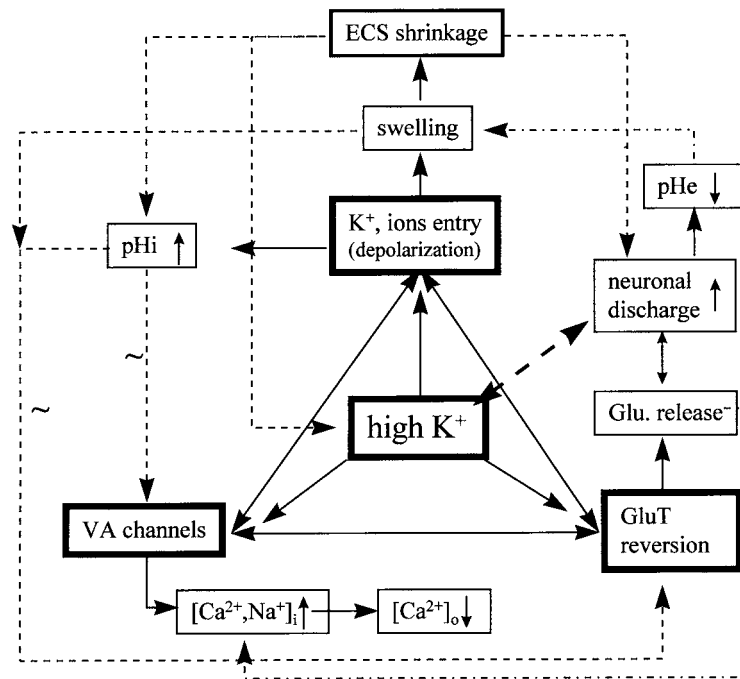 ECS shrinkage
swelling
pHe ↓
K⁺, ions entry
(depolarization)
pHi ↑
neuronal
discharge ↑
~
~
high K⁺
Glu. release⁻
VA channels
GluT
reversion
[Ca²⁺,Na⁺]ᵢ↑
[Ca²⁺]ₒ↓